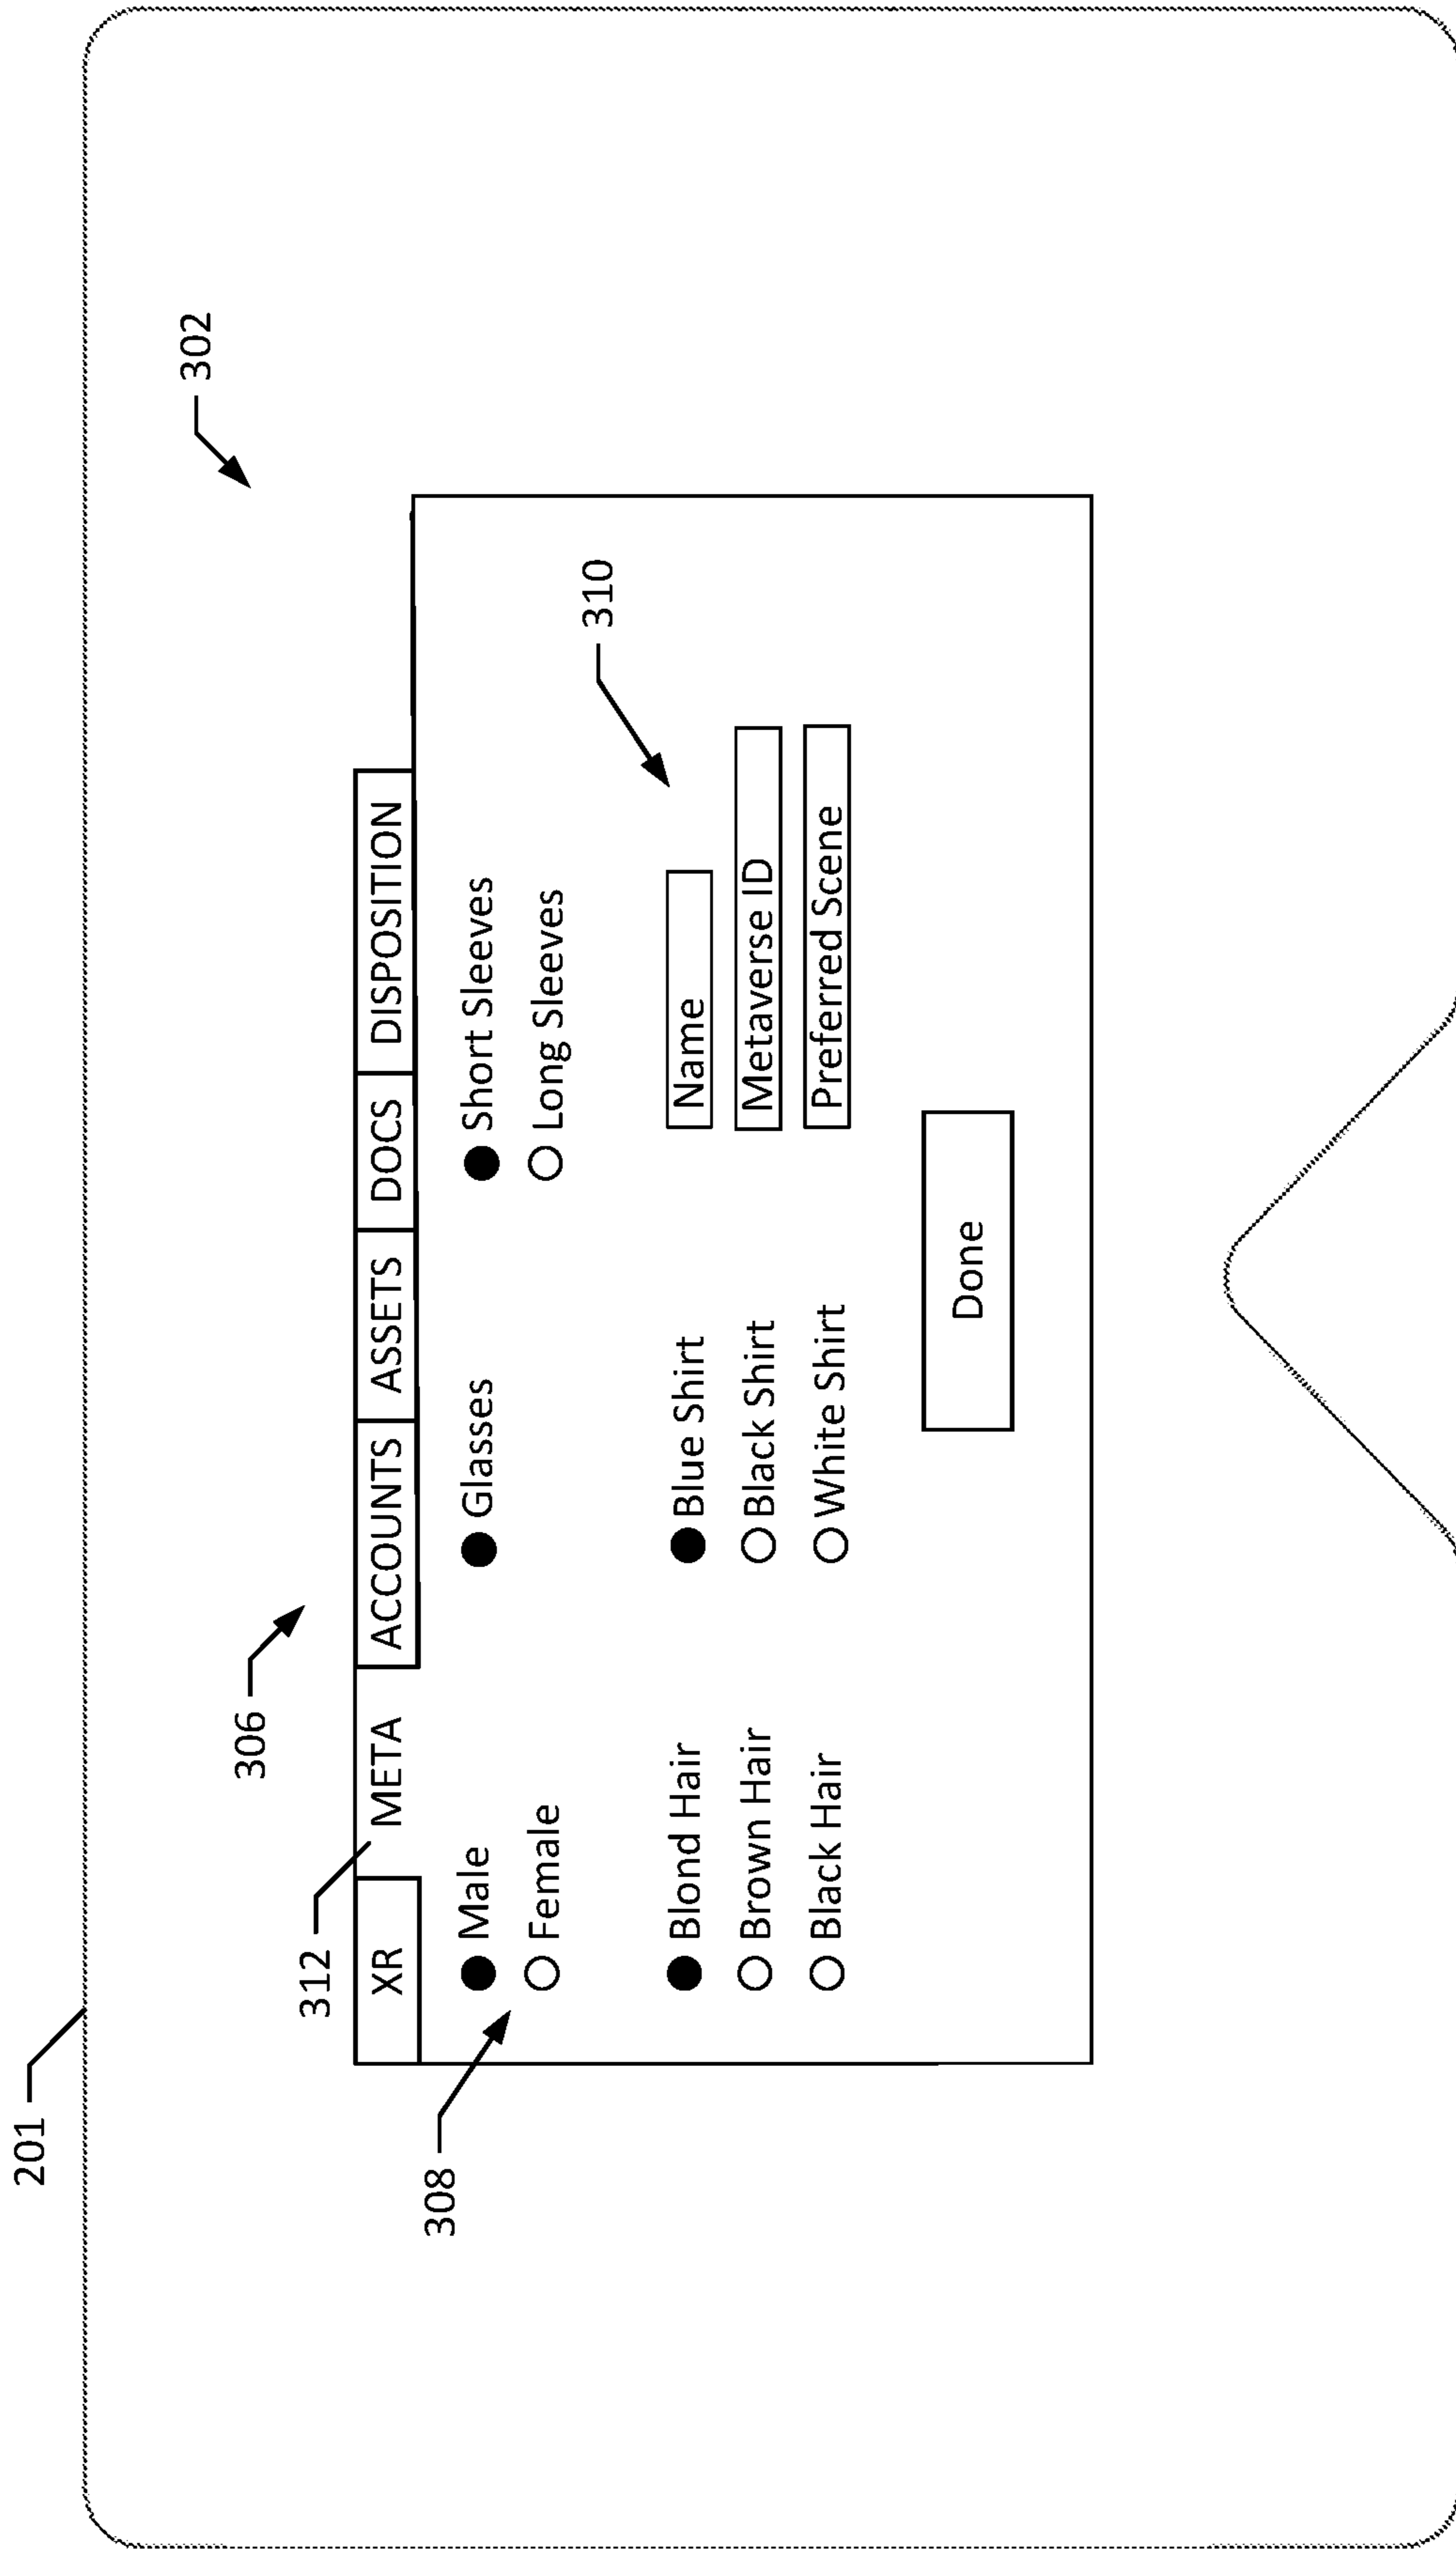 201
302
306
312
XR META ACCOUNTS ASSETS DOCS DISPOSITION
308
Male
Female
Glasses
Short Sleeves
Long Sleeves
310
Blond Hair
Brown Hair
Black Hair
Blue Shirt
Black Shirt
White Shirt
Name
Metaverse ID
Preferred Scene
Done